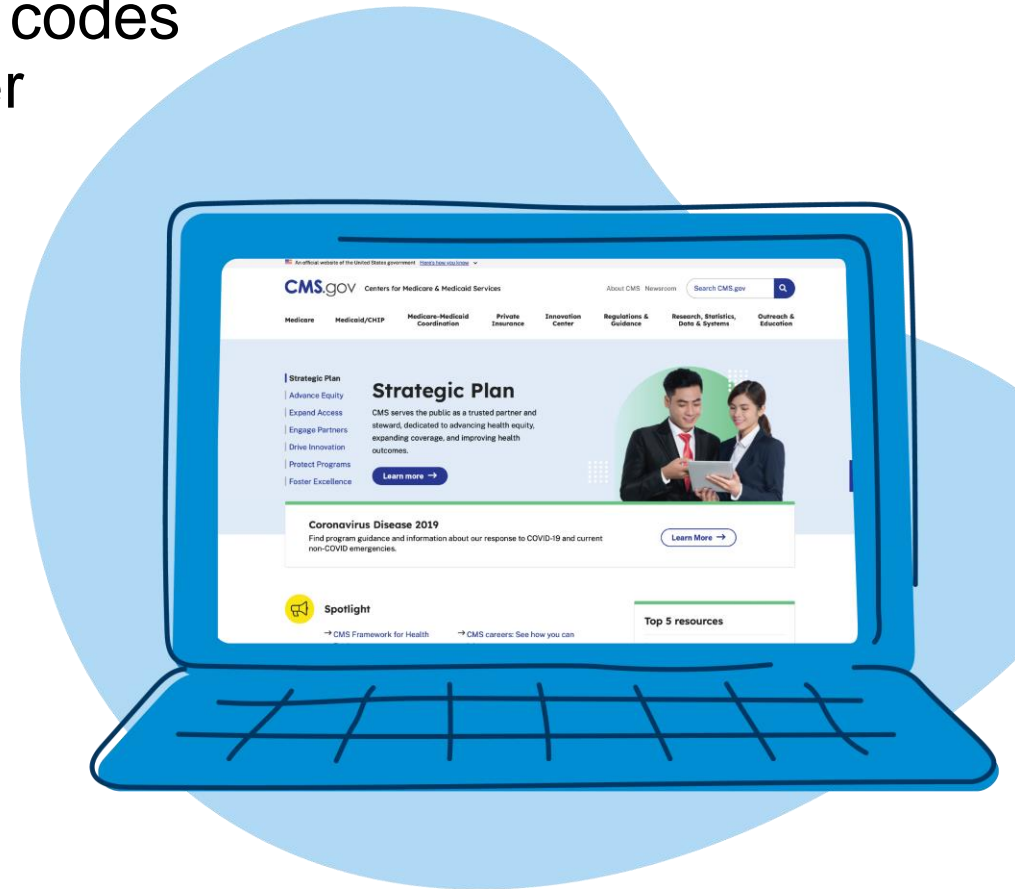 codes
er
An official website of the United States government Here's how you know
CMS.gov Centers for Medicare & Medicaid Services
About CMS Newsroom Search CMS.gov
Medicare Medicaid/CHIP Medicare-Medicaid Coordination Private Insurance Innovation Center Regulations & Guidance Research, Statistics, Data & Systems Outreach & Education
Strategic Plan
Advance Equity
Expand Access
Engage Partners
Drive Innovation
Protect Programs
Foster Excellence
Strategic Plan
CMS serves the public as a trusted partner and
steward, dedicated to advancing health equity,
expanding coverage, and improving health
outcomes.
Learn more →
Coronavirus Disease 2019
Find program guidance and information about our response to COVID-19 and current
non-COVID emergencies.
Learn More →
Spotlight
→ CMS Framework for Health
→ CMS careers: See how you can
Top 5 resources